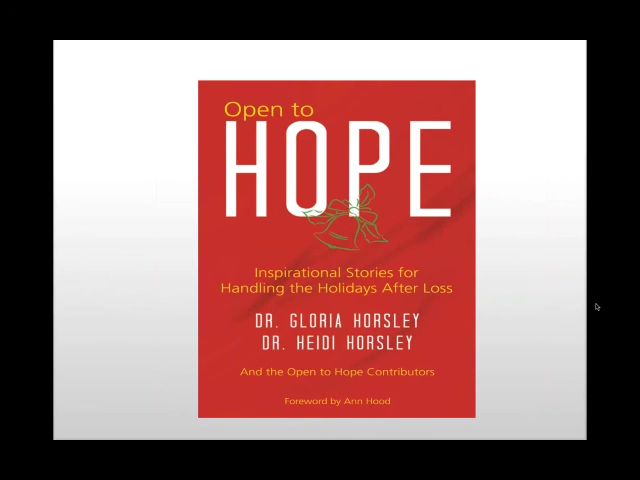 Open to
HOPE
Inspirational Stories for
Handling the Holidays After Loss
DR. GLORIA HORSLEY
DR. HEIDI HORSLEY
And the Open to Hope Contributors
Foreword by Ann Hood